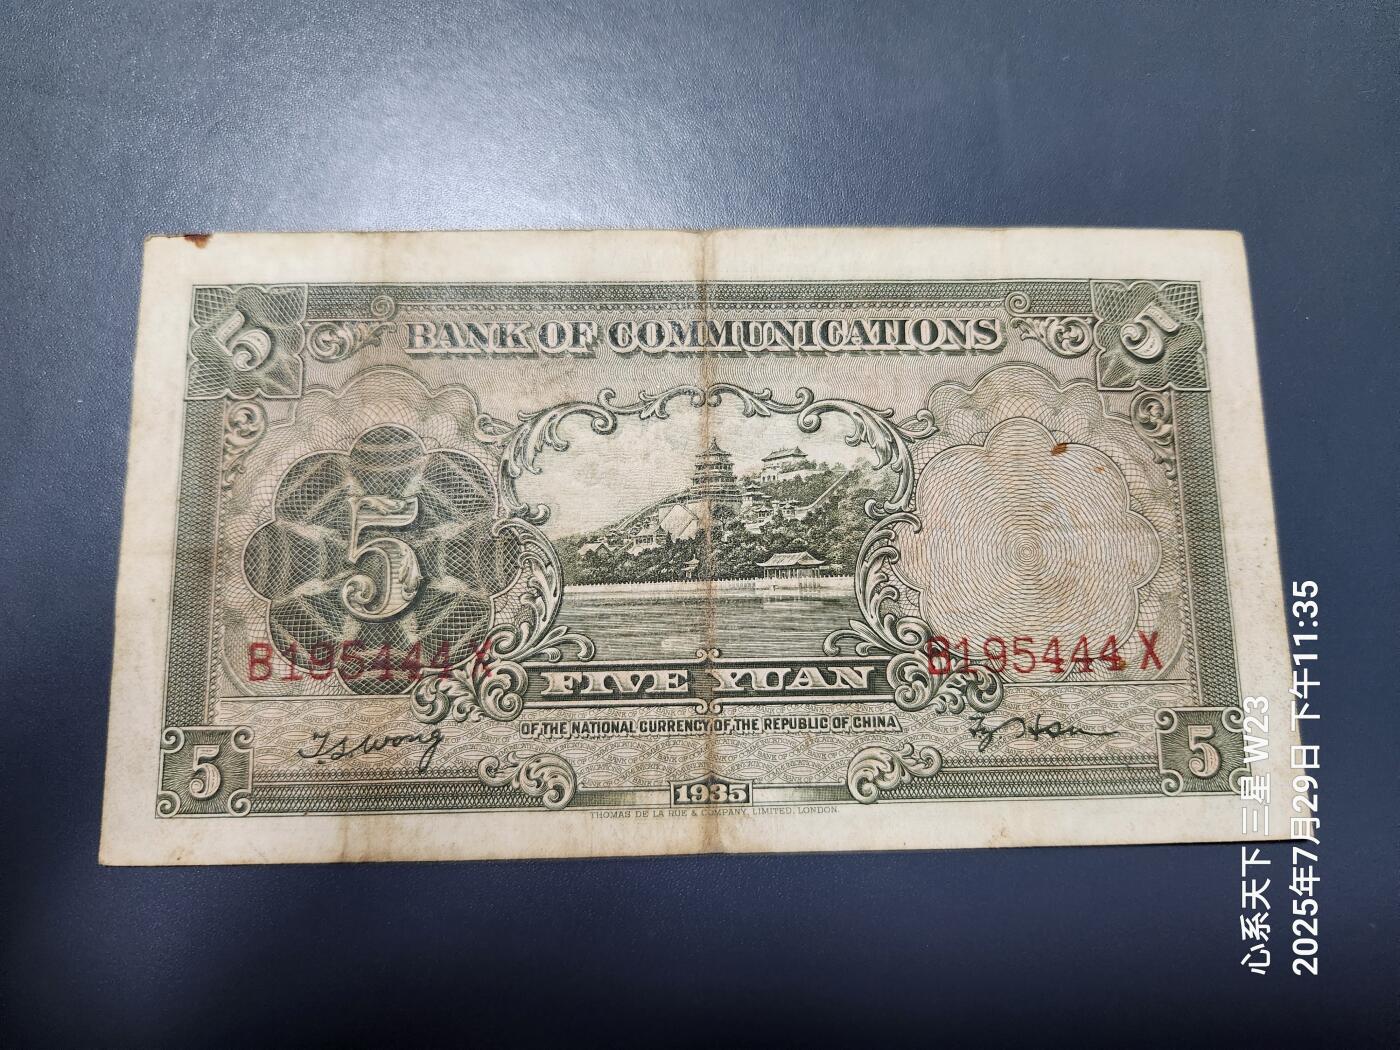 5 5
BANK OF COMMUNICATIONS
5
B195444 X B195444 X
FIVE YUAN
OF THE NATIONAL CURRENCY OF THE REPUBLIC OF CHINA
T.S.Wong
5 5
1935
THOMAS DE LA RUE & COMPANY, LIMITED, LONDON.
心系天下 三星 W23
2025年7月29日 下午11:35